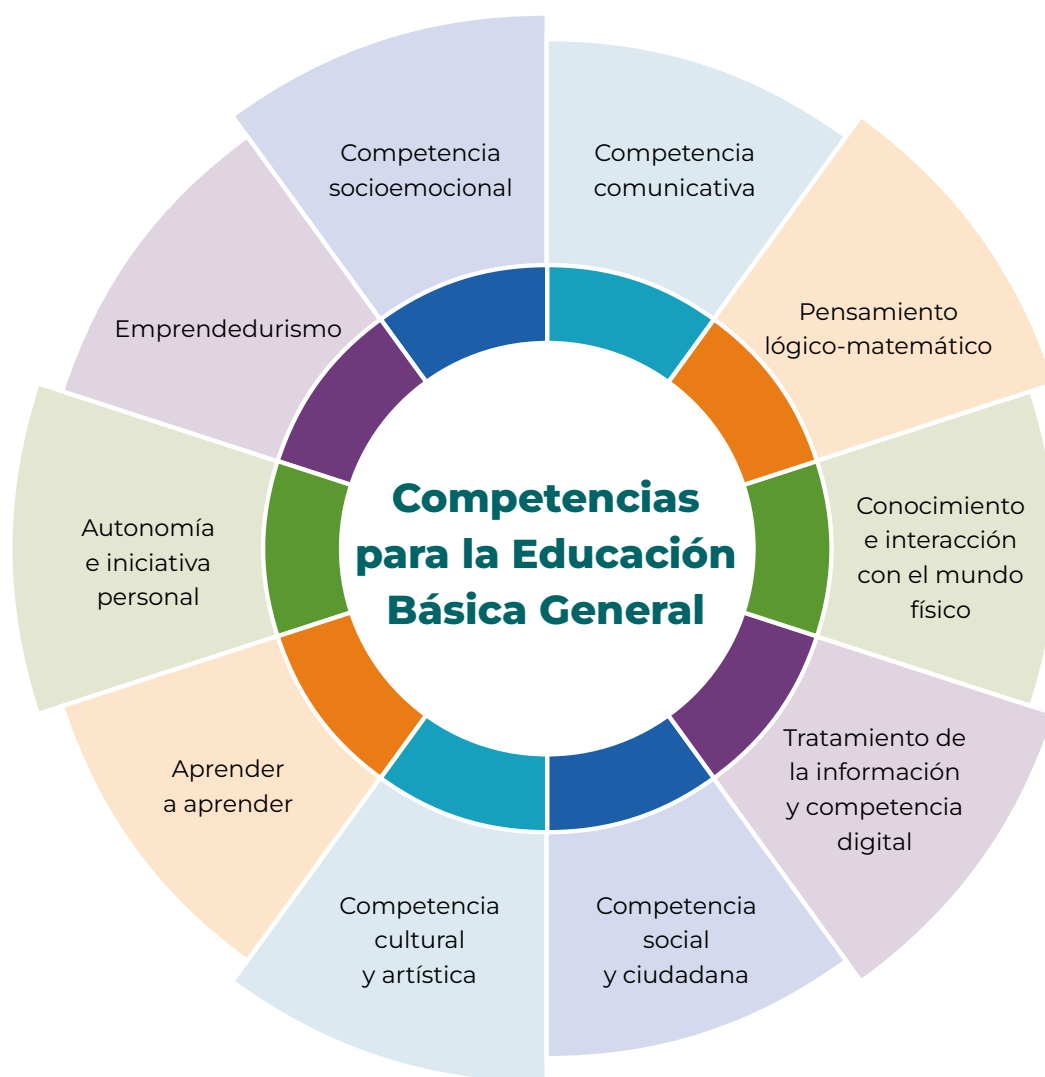 Competencias
para la Educación
Básica General
Competencia
comunicativa
Pensamiento
lógico-matemático
Conocimiento
e interacción
con el mundo
físico
Tratamiento de
la información
y competencia
digital
Competencia
social
y ciudadana
Competencia
cultural
y artística
Aprender
a aprender
Autonomía
e iniciativa
personal
Emprendedurismo
Competencia
socioemocional